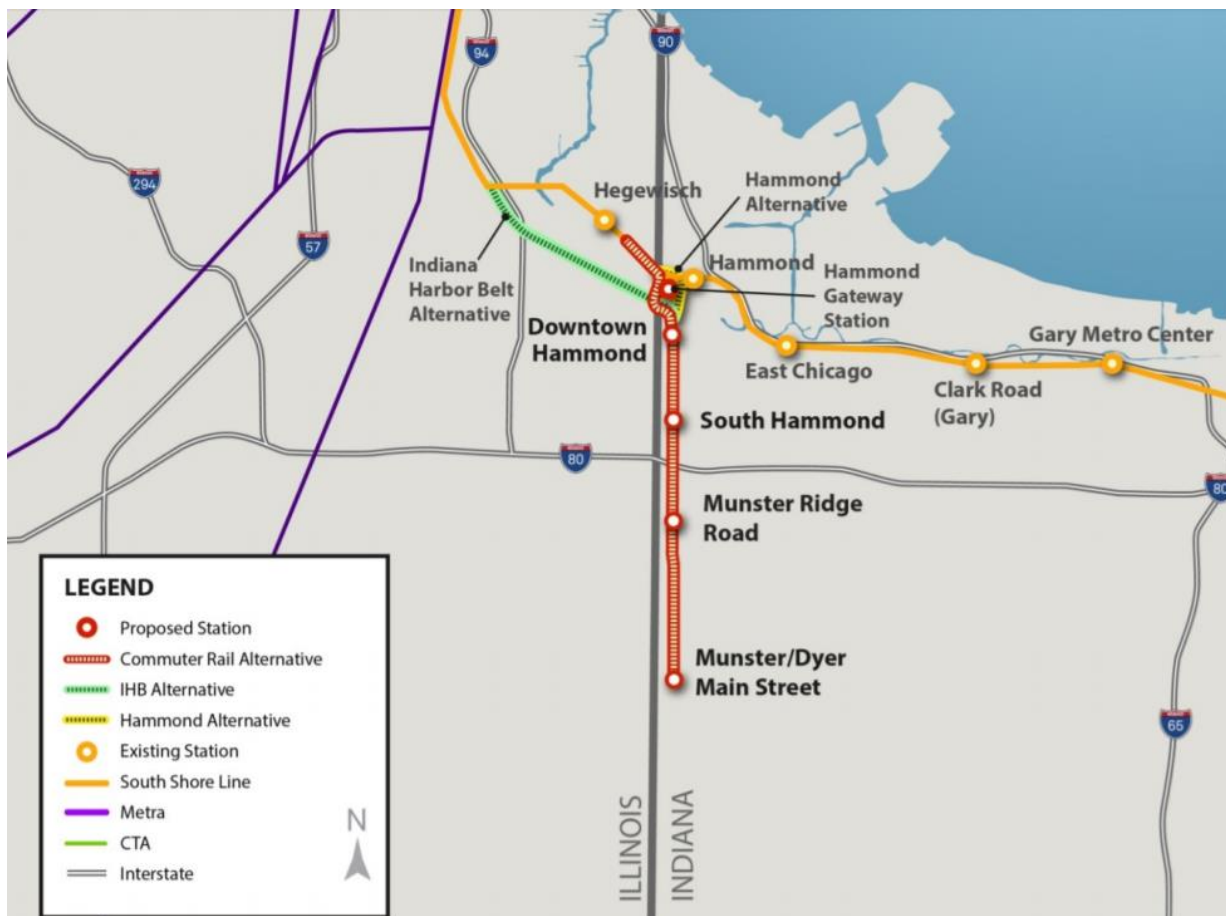 94
90
294
57
Hegewisch
Hammond
Alternative
Indiana
Harbor Belt
Alternative
Hammond
Hammond
Gateway
Station
Downtown
Hammond
Gary Metro Center
East Chicago
Clark Road
(Gary)
South Hammond
80
80
Munster Ridge
Road
Munster/Dyer
Main Street
65
ILLINOIS
INDIANA
LEGEND
Proposed Station
Commuter Rail Alternative
IHB Alternative
Hammond Alternative
Existing Station
South Shore Line
Metra
CTA
Interstate
N